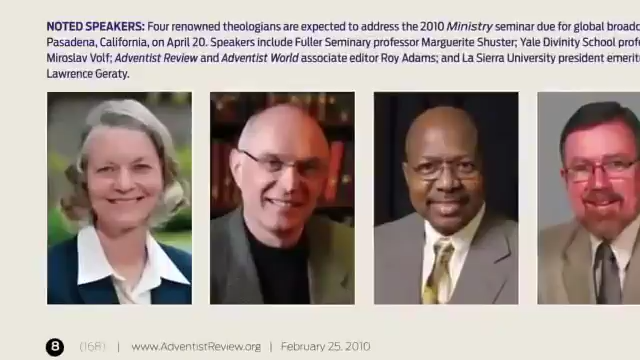 NOTED SPEAKERS: Four renowned theologians are expected to address the 2010 Ministry seminar due for global broadc
Pasadena, California, on April 20. Speakers include Fuller Seminary professor Marguerite Shuster; Yale Divinity School prof
Miroslav Volf; Adventist Review and Adventist World associate editor Roy Adams; and La Sierra University president emerit
Lawrence Geraty.
8 (168) | www.AdventistReview.org | February 25, 2010